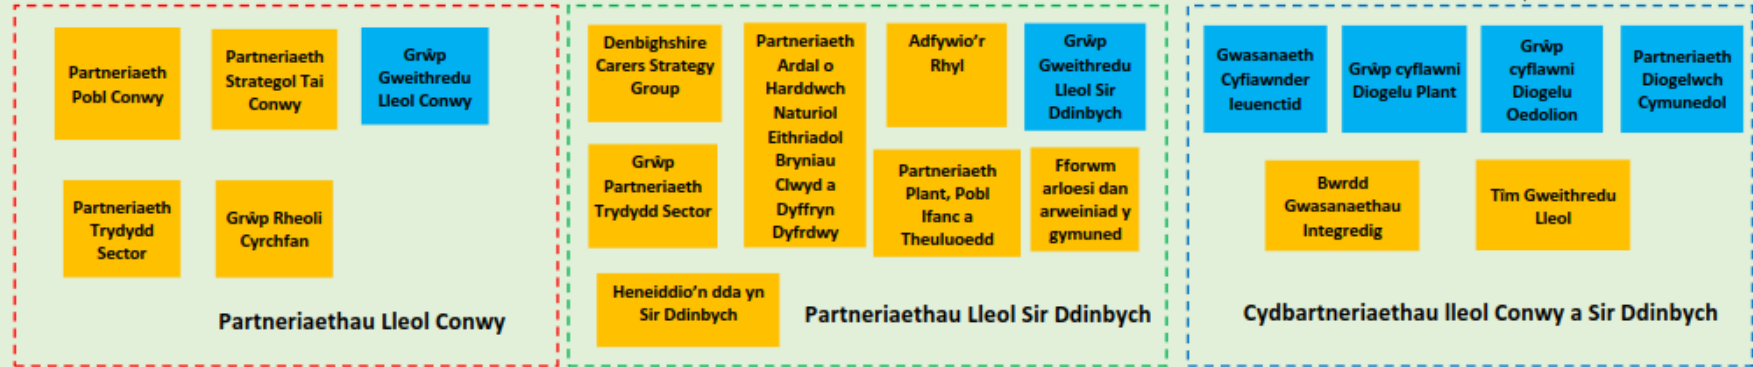 Partneriaeth
Pobl Conwy
Partneriaeth
Strategol Tai
Conwy
Grŵp
Gweithredu
Lleol Conwy
Partneriaeth
Trydydd
Sector
Grŵp Rheoli
Cyrchfan
Partneriaethau Lleol Conwy
Denbighshire
Carers Strategy
Group
Partneriaeth
Ardal o
Harddwch
Naturiol
Eithriadol
Bryniau
Clwyd a
Dyffryn
Dyfrdwy
Adfywio'r
Rhyl
Grŵp
Gweithredu
Lleol Sir
Ddinbych
Grŵp
Partneriaeth
Trydydd Sector
Partneriaeth
Plant, Pobl
Ifanc a
Theuluoedd
Fforwm
arloesi dan
arweiniad y
gymuned
Heneiddio'n dda yn
Sir Ddinbych
Partneriaethau Lleol Sir Ddinbych
Gwasanaeth
Cyfiawnder
Ieuenctid
Grŵp cyflawni
Diogelu Plant
Grŵp
cyflawni
Diogelu
Oedolion
Partneriaeth
Diogelwch
Cymunedol
Bwrdd
Gwasanaethau
Integredig
Tîm Gweithredu
Lleol
Cydbartneriaethau lleol Conwy a Sir Ddinbych